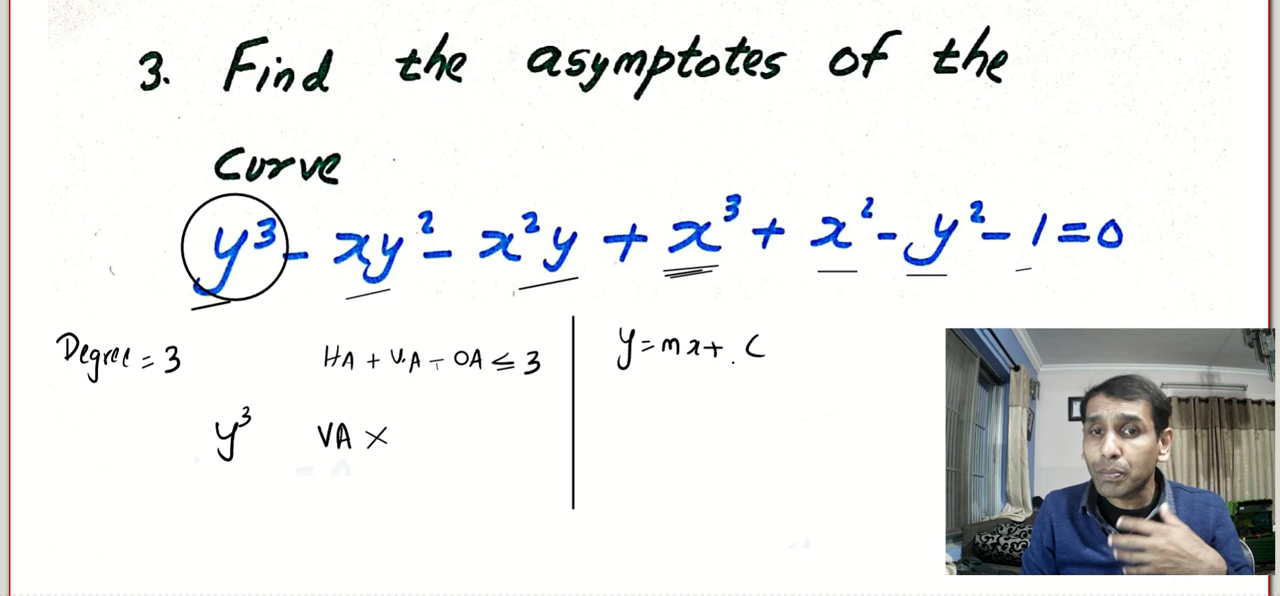 3. Find the asymptotes of the
Curve
y³ - xy² - x²y + x³ + x² - y² - 1 = 0
Degree = 3 HA + V.A - OA ≤ 3
y = mx + . C
y³ VA ×